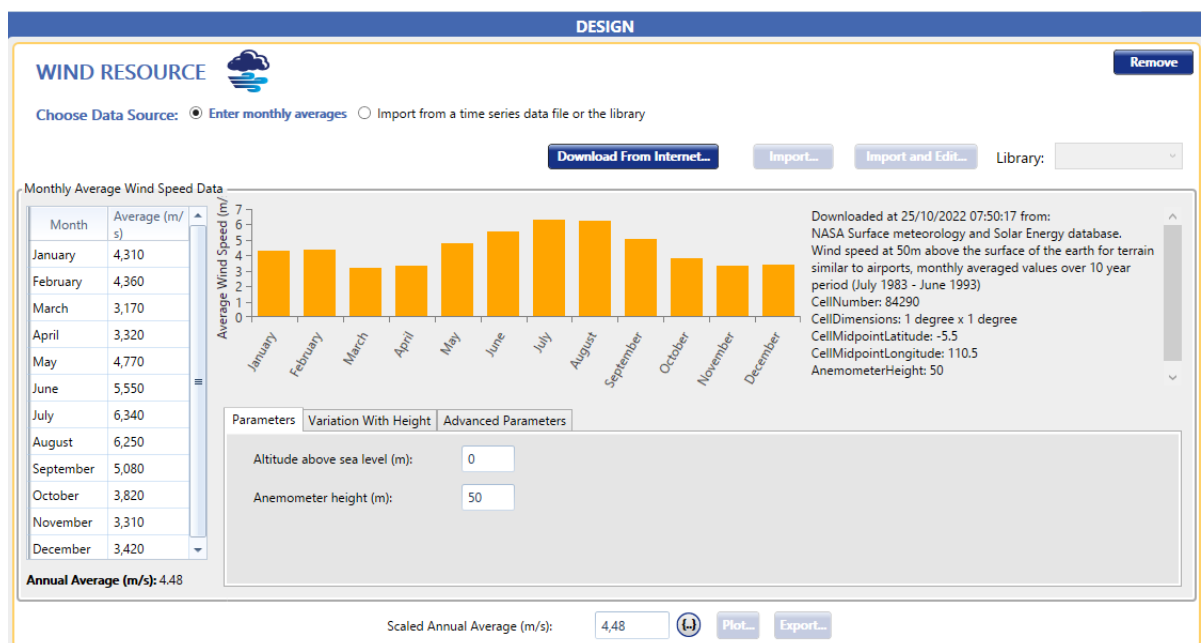 DESIGN
WIND RESOURCE
Remove
Choose Data Source: Enter monthly averages Import from a time series data file or the library
Download From Internet... Import... Import and Edit... Library:
Monthly Average Wind Speed Data
Month Average (m/
s)
January 4,310
February 4,360
March 3,170
April 3,320
May 4,770
June 5,550
July 6,340
August 6,250
September 5,080
October 3,820
November 3,310
December 3,420
Annual Average (m/s): 4.48
Average Wind Speed (m/
7
6
5
4
3
2
1
0
January February March April May June July August September October November December
Downloaded at 25/10/2022 07:50:17 from:
NASA Surface meteorology and Solar Energy database.
Wind speed at 50m above the surface of the earth for terrain
similar to airports, monthly averaged values over 10 year
period (July 1983 - June 1993)
CellNumber: 84290
CellDimensions: 1 degree x 1 degree
CellMidpointLatitude: -5.5
CellMidpointLongitude: 110.5
AnemometerHeight: 50
Parameters Variation With Height Advanced Parameters
Altitude above sea level (m): 0
Anemometer height (m): 50
Scaled Annual Average (m/s): 4,48 {..} Plot... Export...